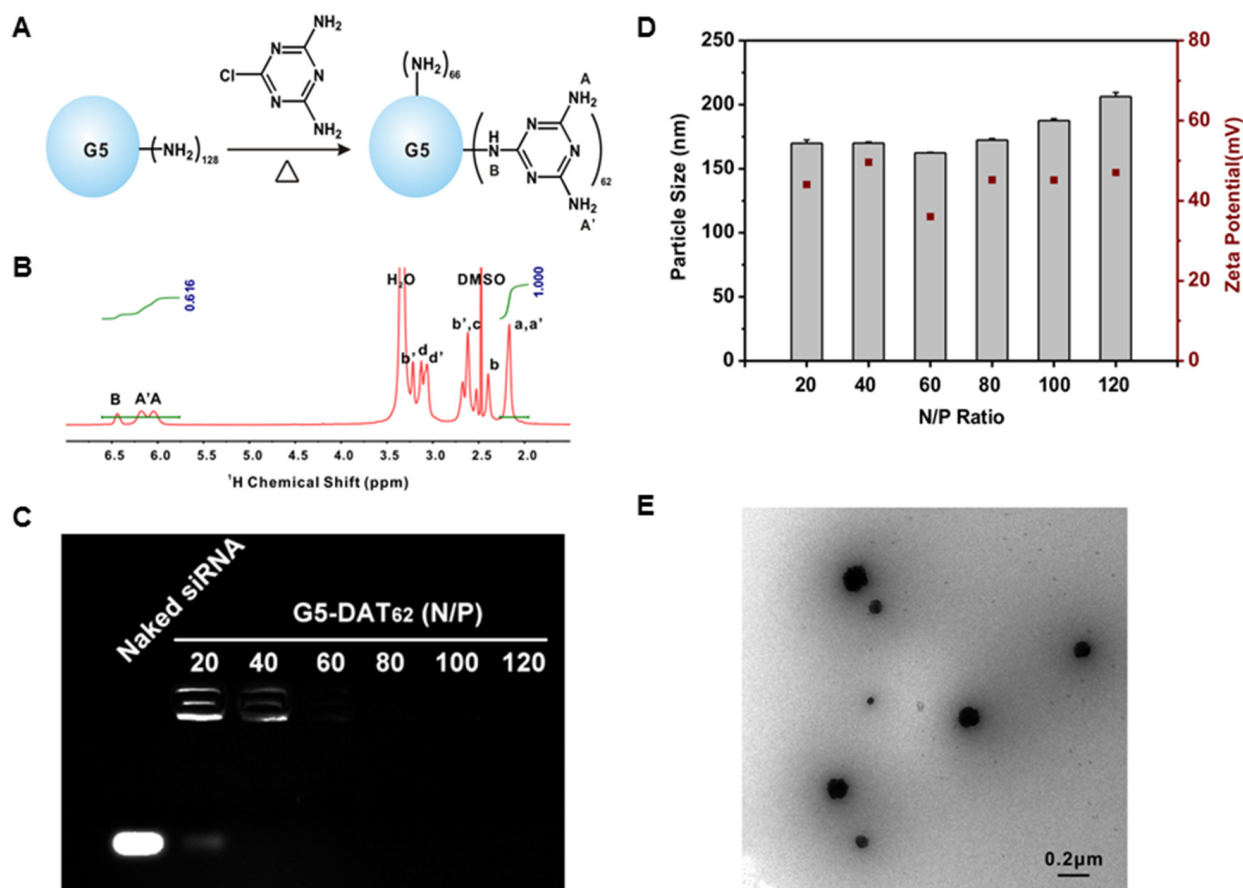 A
G5
(NH2)128
Cl
N
N
N
NH2
NH2
△
(NH2)66
G5
H
N
B
N
N
N
A
NH2
NH2
A'
62
B
0.616
H2O
DMSO
1.000
b'
d
d'
b',c
b
a,a'
B
A'A
6.5 6.0 5.5 5.0 4.5 4.0 3.5 3.0 2.5 2.0
1H Chemical Shift (ppm)
C
Naked siRNA
G5-DAT62 (N/P)
20 40 60 80 100 120
D
Particle Size (nm)
250
200
150
100
50
0
20 40 60 80 100 120
N/P Ratio
80
60
40
20
0
Zeta Potential(mV)
E
0.2μm